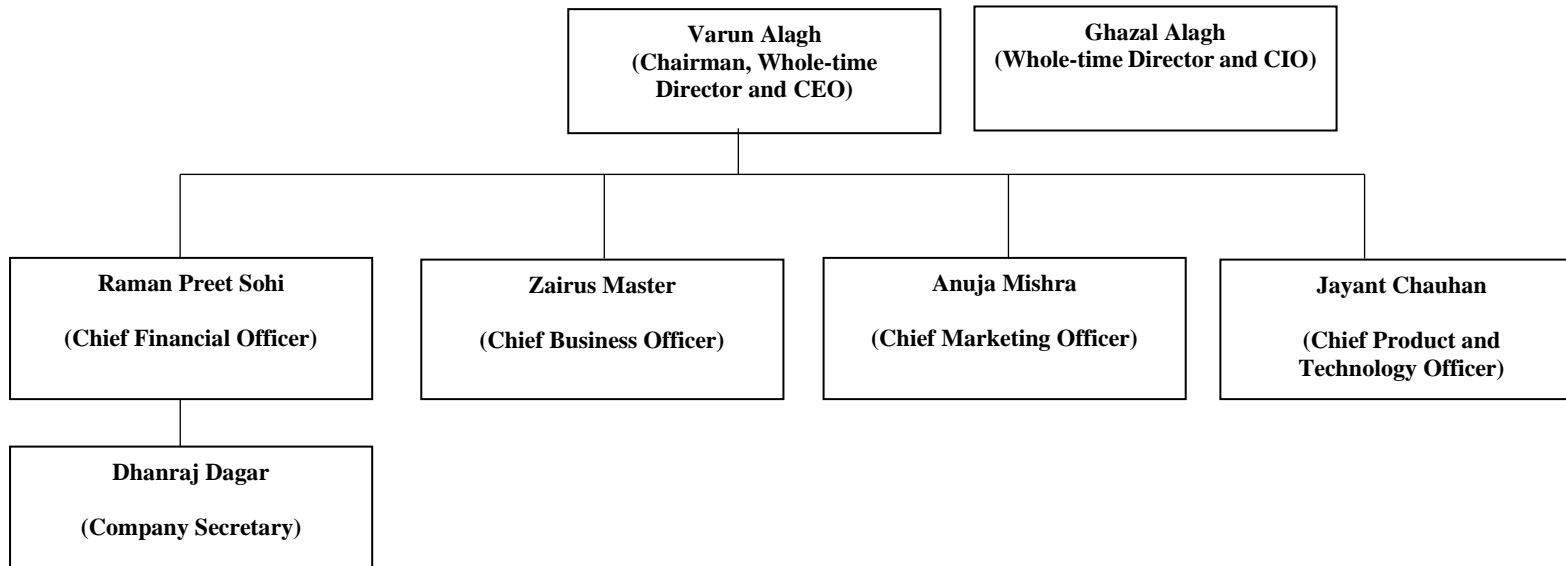 Varun Alagh
(Chairman, Whole-time
Director and CEO)
Ghazal Alagh
(Whole-time Director and CIO)
Raman Preet Sohi
(Chief Financial Officer)
Zairus Master
(Chief Business Officer)
Anuja Mishra
(Chief Marketing Officer)
Jayant Chauhan
(Chief Product and
Technology Officer)
Dhanraj Dagar
(Company Secretary)